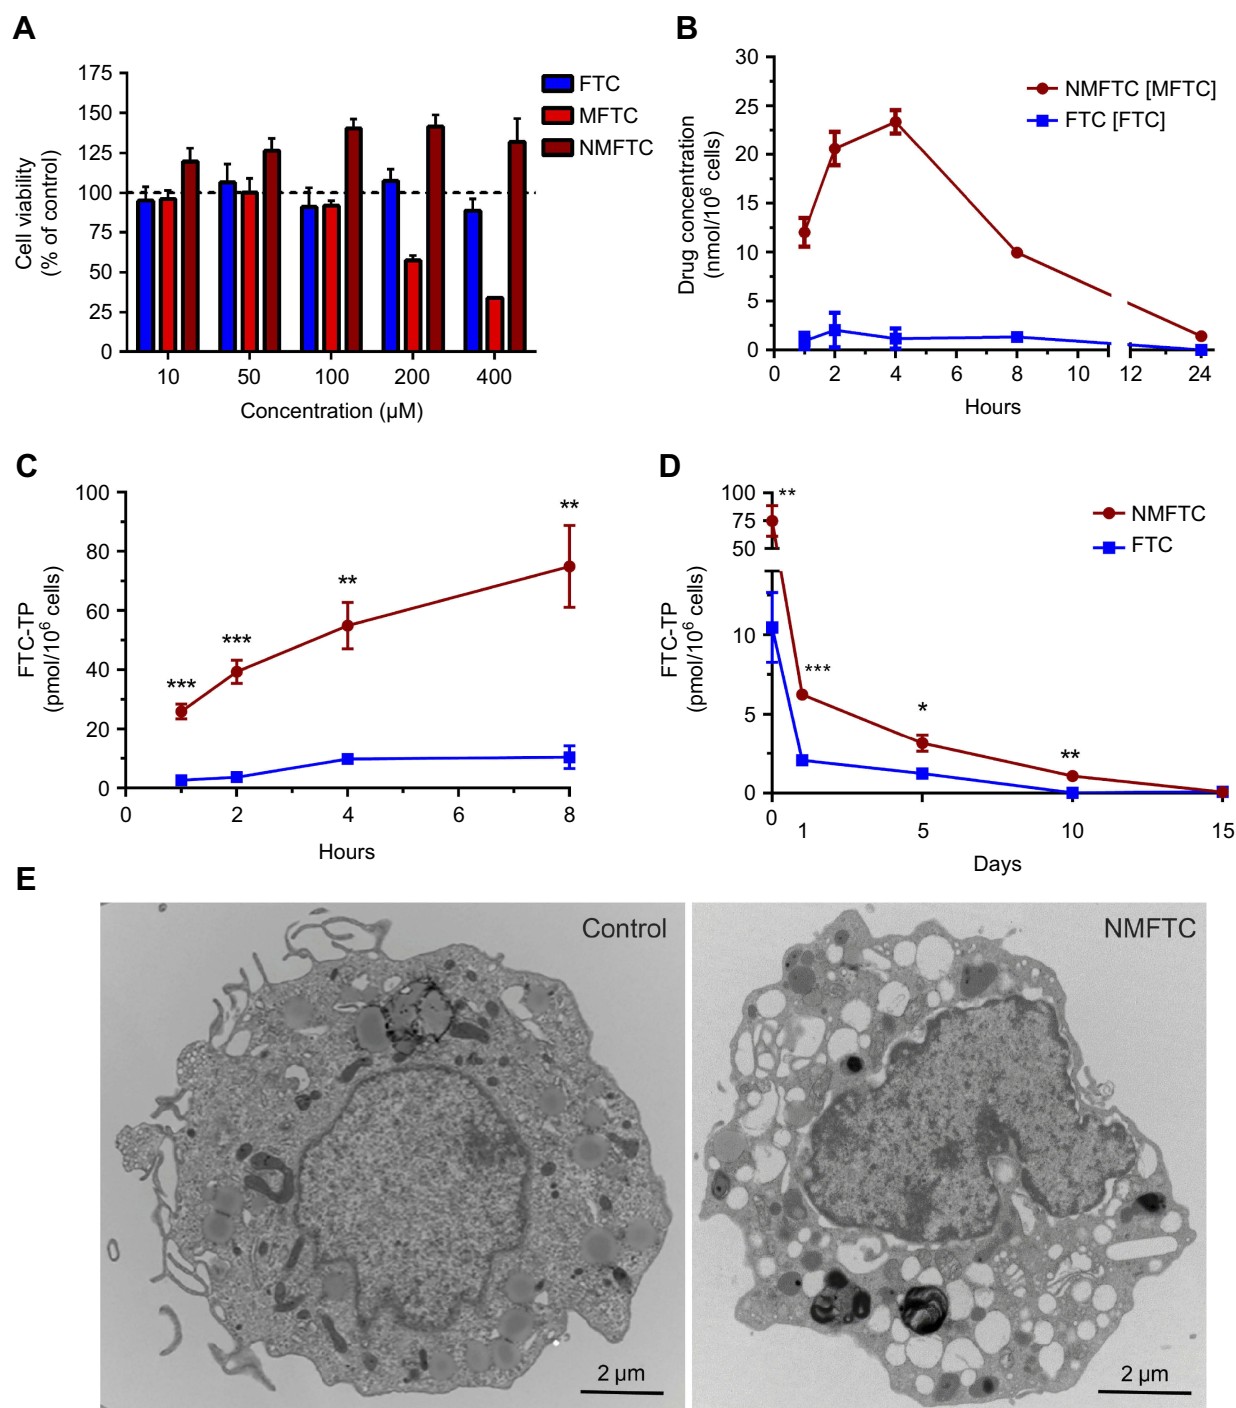 A
175
150
125
100
75
50
25
0
Cell viability
(% of control)
10 50 100 200 400
Concentration (µM)
FTC
MFTC
NMFTC
B
30
25
20
15
10
5
0
Drug concentration
(nmol/10⁶ cells)
0 2 4 6 8 10 12 24
Hours
NMFTC [MFTC]
FTC [FTC]
C
100
80
60
40
20
0
FTC-TP
(pmol/10⁶ cells)
*** *** ** **
0 2 4 6 8
Hours
D
100
75
50
10
5
0
FTC-TP
(pmol/10⁶ cells)
** *** * **
0 1 5 10 15
Days
NMFTC
FTC
E
Control
2 µm
NMFTC
2 µm